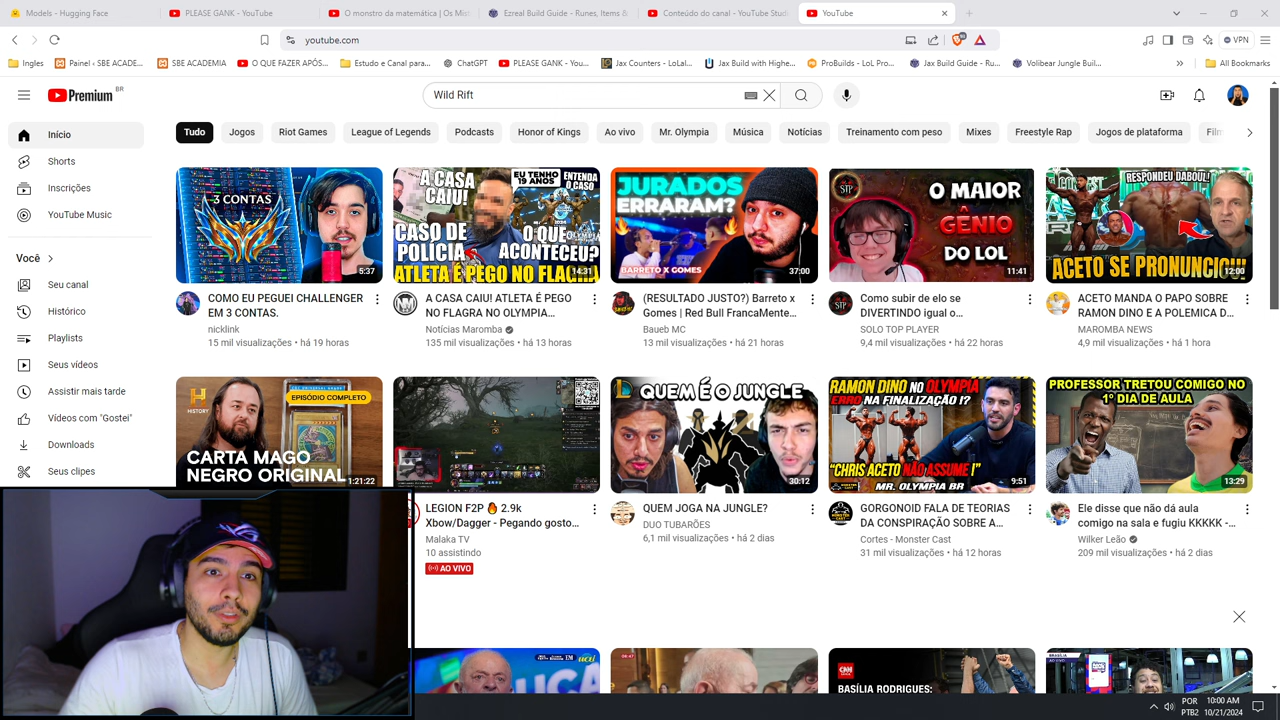 Models - Hugging Face
PLEASE GANK - YouTube
O monstro da matemática | Os Mist
Ezreal Build Guide - Runes, Items &
Conteúdo do canal - YouTube Stud
YouTube
youtube.com
VPN
Ingles
Painel ‹ SBE ACADE...
SBE ACADEMIA
O QUE FAZER APÓS...
Estudo e Canal para...
ChatGPT
PLEASE GANK - You...
Jax Counters - LoLal...
Jax Build with Highe...
ProBuilds - LoL Pro...
Jax Build Guide - Ru...
Volibear Jungle Buil...
All Bookmarks
Premium BR
Wild Rift
Início
Shorts
Inscrições
YouTube Music
Você
Seu canal
Histórico
Playlists
Seus vídeos
Assistir mais tarde
Vídeos com "Gostei"
Downloads
Seus clipes
Tudo
Jogos
Riot Games
League of Legends
Podcasts
Honor of Kings
Ao vivo
Mr. Olympia
Música
Notícias
Treinamento com peso
Mixes
Freestyle Rap
Jogos de plataforma
Film
3 CONTAS
5:37
COMO EU PEGUEI CHALLENGER
EM 3 CONTAS.
nicklink
15 mil visualizações • há 19 horas
A CASA
CAIU!
EU TENHO
19 ANOS
ENTENDA
O CASO
CASO DE
POLÍCIA
O QUE
ACONTECEU?
ATLETA É PEGO NO FLAGRA
14:31
A CASA CAIU! ATLETA É PEGO
NO FLAGRA NO OLYMPIA...
Notícias Maromba
135 mil visualizações • há 13 horas
JURADOS
ERRARAM?
BARRETO X GOMES
37:00
(RESULTADO JUSTO?) Barreto x
Gomes | Red Bull FrancaMente...
Baueb MC
13 mil visualizações • há 21 horas
STP
O MAIOR
GÊNIO
DO LOL
11:41
Como subir de elo se
DIVERTINDO igual o...
SOLO TOP PLAYER
9,4 mil visualizações • há 22 horas
RESPONDEU DABOUL!
ACETO SE PRONUNCIOU!
12:00
ACETO MANDA O PAPO SOBRE
RAMON DINO E A POLEMICA D...
MAROMBA NEWS
4,9 mil visualizações • há 1 hora
HISTORY
EPISÓDIO COMPLETO
CARTA MAGO
NEGRO ORIGINAL
1:21:22
LEGION F2P 🔥 2.9k
Xbow/Dagger - Pegando gosto...
Malaka TV
10 assistindo
AO VIVO
QUEM É O JUNGLE
30:12
QUEM JOGA NA JUNGLE?
DUO TUBARÕES
6,1 mil visualizações • há 2 dias
RAMON DINO NO OLYMPIA
ERRO NA FINALIZAÇÃO !?
"CHRIS ACETO NÃO ASSUME !"
MR. OLYMPIA BR
9:51
GORGONOID FALA DE TEORIAS
DA CONSPIRAÇÃO SOBRE A...
Cortes - Monster Cast
31 mil visualizações • há 12 horas
PROFESSOR TRETOU COMIGO NO
1º DIA DE AULA
13:29
Ele disse que não dá aula
comigo na sala e fugiu KKKKK -...
Wilker Leão
209 mil visualizações • há 2 dias
CNN
BASÍLIA RODRIGUES:
BRASÍLIA
POR
PTB2
10:00 AM
10/21/2024